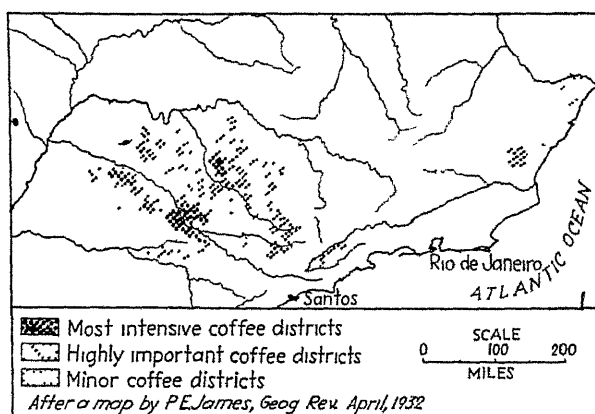 Rio de Janeiro
ATLANTIC OCEAN
Santos
Most intensive coffee districts
Highly important coffee districts
Minor coffee districts
SCALE
0 100 200
MILES
After a map by P.E.James, Geog Rev. April, 1932